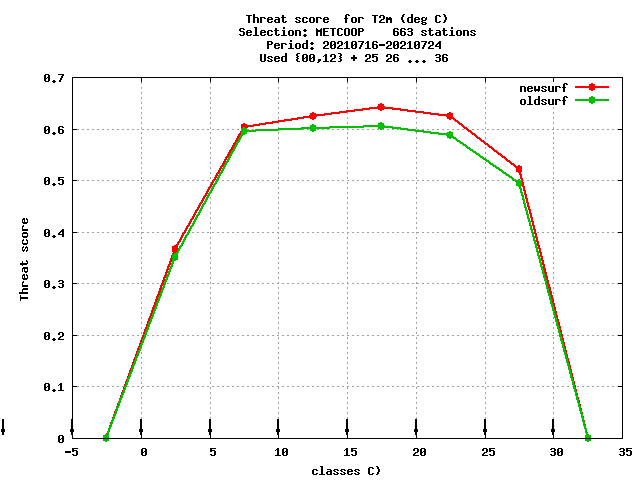 Threat score  for T2m (deg C)
Selection: METCOOP    663 stations
Period: 20210716-20210724
Used {00,12} + 25 26 ... 36
newsurf
oldsurf
Threat score
0.7
0.6
0.5
0.4
0.3
0.2
0.1
0
-5 0 5 10 15 20 25 30 35
classes C)